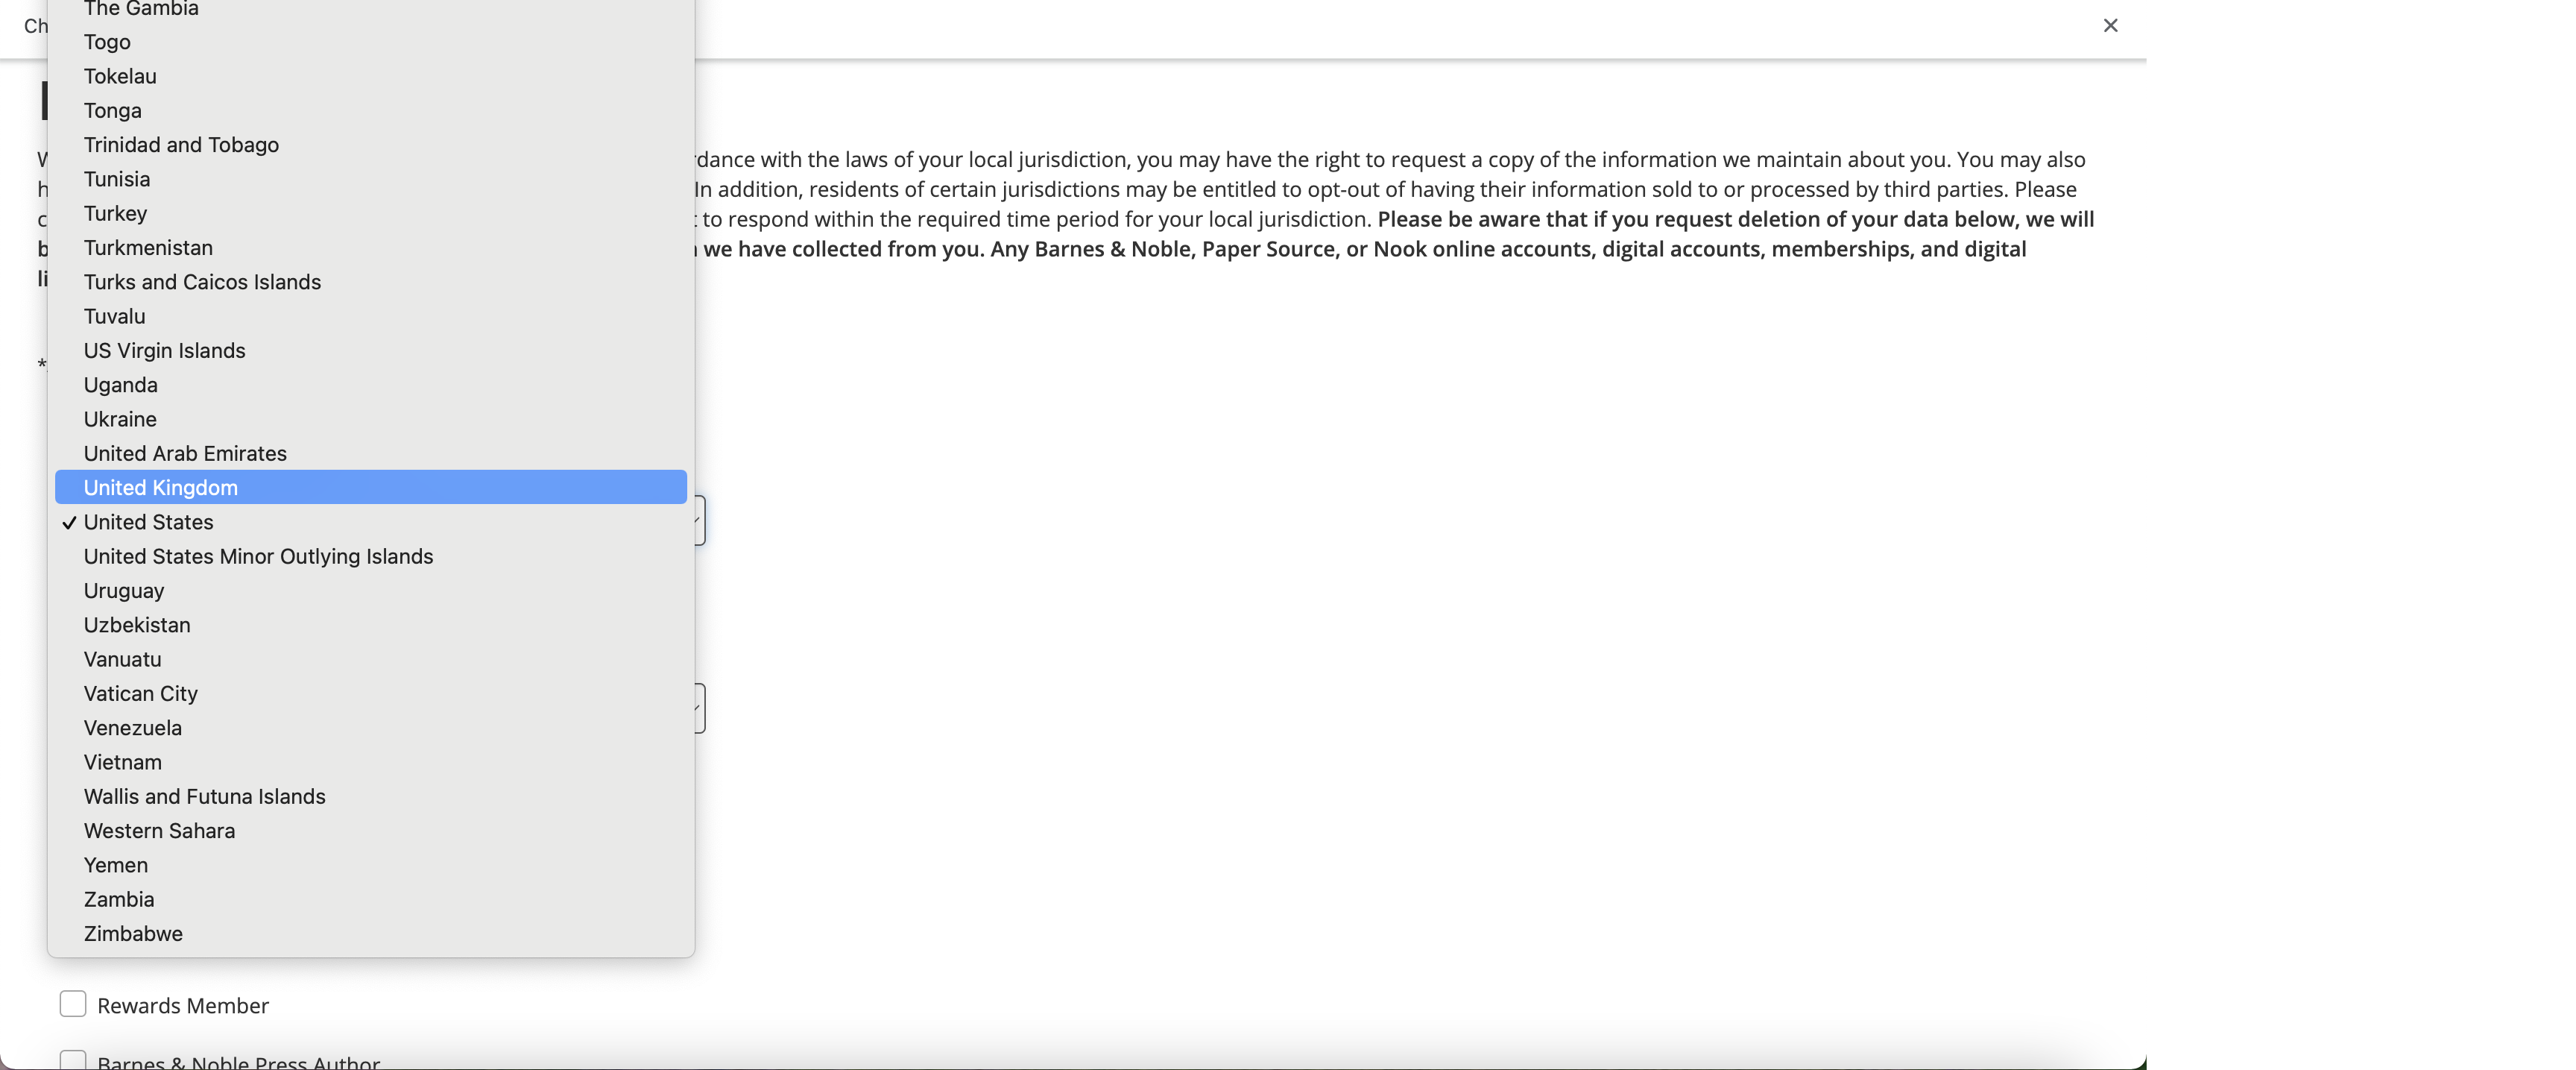 Ch
The Gambia
Togo
Tokelau
Tonga
Trinidad and Tobago
Tunisia
Turkey
Turkmenistan
Turks and Caicos Islands
Tuvalu
US Virgin Islands
Uganda
Ukraine
United Arab Emirates
United Kingdom
United States
United States Minor Outlying Islands
Uruguay
Uzbekistan
Vanuatu
Vatican City
Venezuela
Vietnam
Wallis and Futuna Islands
Western Sahara
Yemen
Zambia
Zimbabwe
rdance with the laws of your local jurisdiction, you may have the right to request a copy of the information we maintain about you. You may also
In addition, residents of certain jurisdictions may be entitled to opt-out of having their information sold to or processed by third parties. Please
to respond within the required time period for your local jurisdiction. Please be aware that if you request deletion of your data below, we will
we have collected from you. Any Barnes & Noble, Paper Source, or Nook online accounts, digital accounts, memberships, and digital
li
*
Rewards Member
Barnes & Noble Press Author